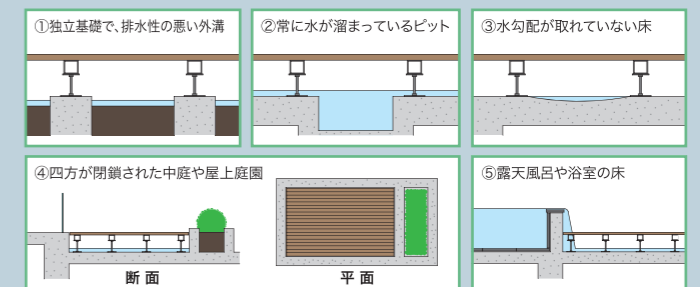 ①独立基礎で、排水性の悪い外溝
②常に水が溜まっているピット
③水勾配が取れていない床
④四方が閉鎖された中庭や屋上庭園
断面
平面
⑤露天風呂や浴室の床